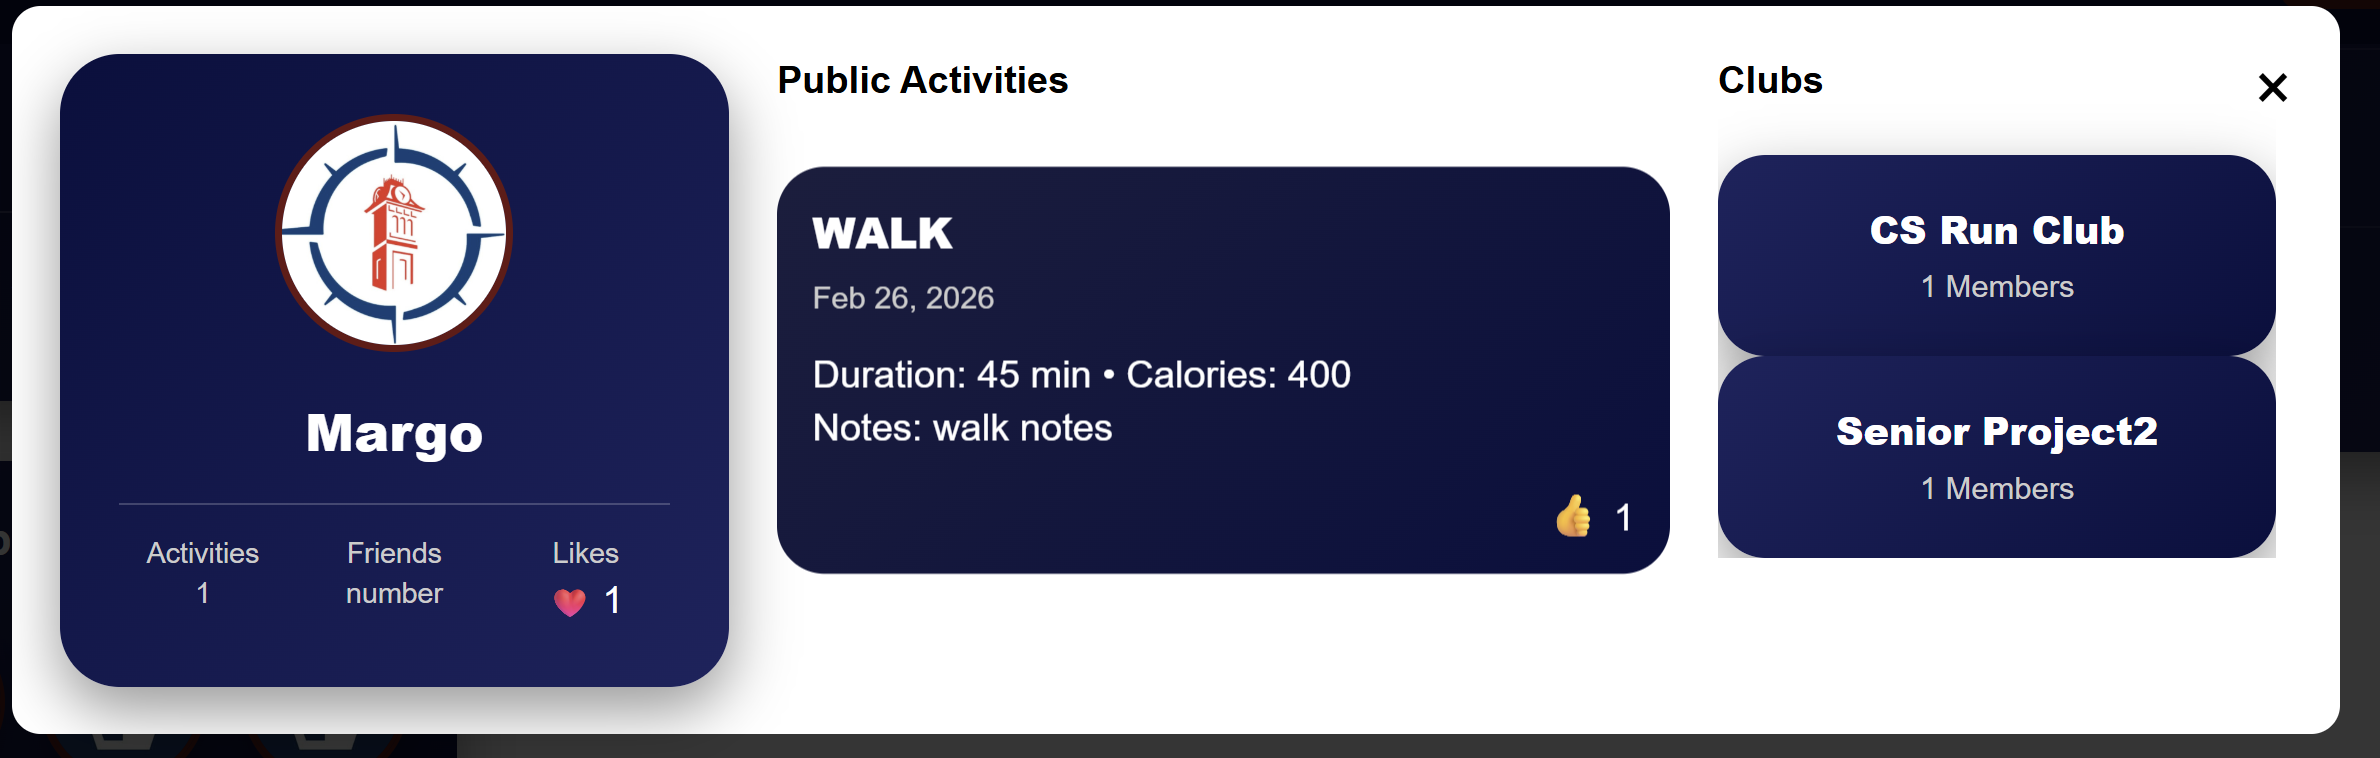 Margo
Activities
1
Friends
number
Likes
❤️ 1
Public Activities
WALK
Feb 26, 2026
Duration: 45 min • Calories: 400
Notes: walk notes
👍 1
Clubs
×
CS Run Club
1 Members
Senior Project2
1 Members